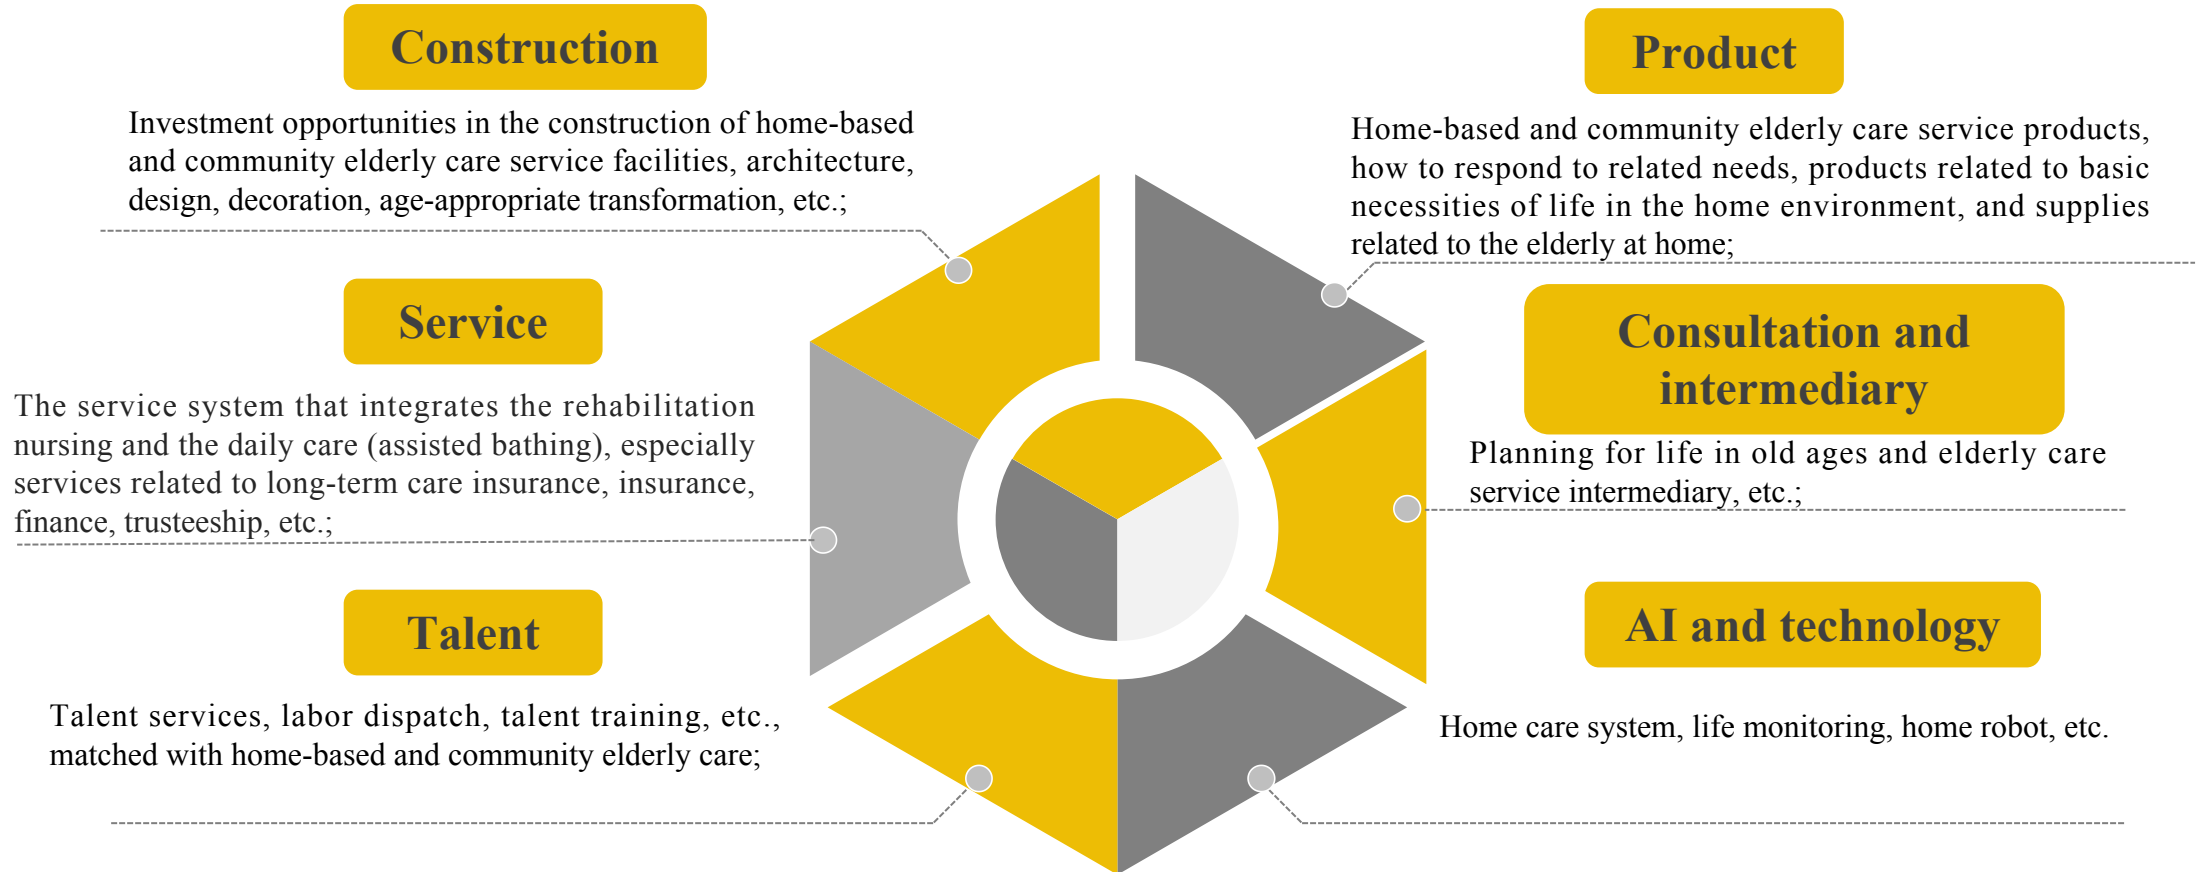 Construction
Investment opportunities in the construction of home-based
and community elderly care service facilities, architecture,
design, decoration, age-appropriate transformation, etc.;
Service
The service system that integrates the rehabilitation
nursing and the daily care (assisted bathing), especially
services related to long-term care insurance, insurance,
finance, trusteeship, etc.;
Talent
Talent services, labor dispatch, talent training, etc.,
matched with home-based and community elderly care;
Product
Home-based and community elderly care service products,
how to respond to related needs, products related to basic
necessities of life in the home environment, and supplies
related to the elderly at home;
Consultation and
intermediary
Planning for life in old ages and elderly care
service intermediary, etc.;
AI and technology
Home care system, life monitoring, home robot, etc.